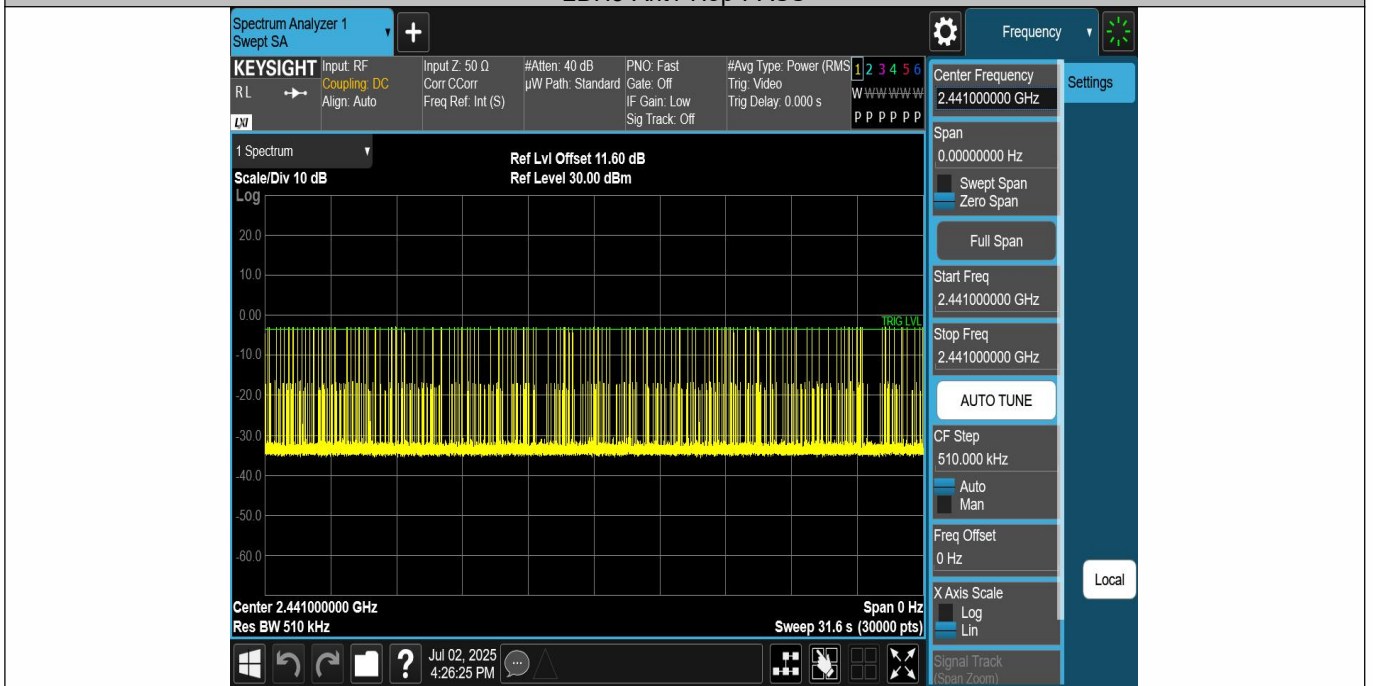 Spectrum Analyzer 1
Swept SA
Frequency
KEYSIGHT
RL
LXI
Input: RF
Coupling: DC
Align: Auto
Input Z: 50 Ω
Corr CCorr
Freq Ref: Int (S)
#Atten: 40 dB
µW Path: Standard
PNO: Fast
Gate: Off
IF Gain: Low
Sig Track: Off
#Avg Type: Power (RMS
Trig: Video
Trig Delay: 0.000 s
1 2 3 4 5 6
W W W W W W
P P P P P P
1 Spectrum
Scale/Div 10 dB
Ref Lvl Offset 11.60 dB
Ref Level 30.00 dBm
Log
20.0
10.0
0.00
TRIG LVL
-10.0
-20.0
-30.0
-40.0
-50.0
-60.0
Center 2.441000000 GHz
Res BW 510 kHz
Span 0 Hz
Sweep 31.6 s (30000 pts)
Jul 02, 2025
4:26:25 PM
Center Frequency
2.441000000 GHz
Settings
Span
0.00000000 Hz
Swept Span
Zero Span
Full Span
Start Freq
2.441000000 GHz
Stop Freq
2.441000000 GHz
AUTO TUNE
CF Step
510.000 kHz
Auto
Man
Freq Offset
0 Hz
X Axis Scale
Log
Lin
Signal Track
(Span Zoom)
Local